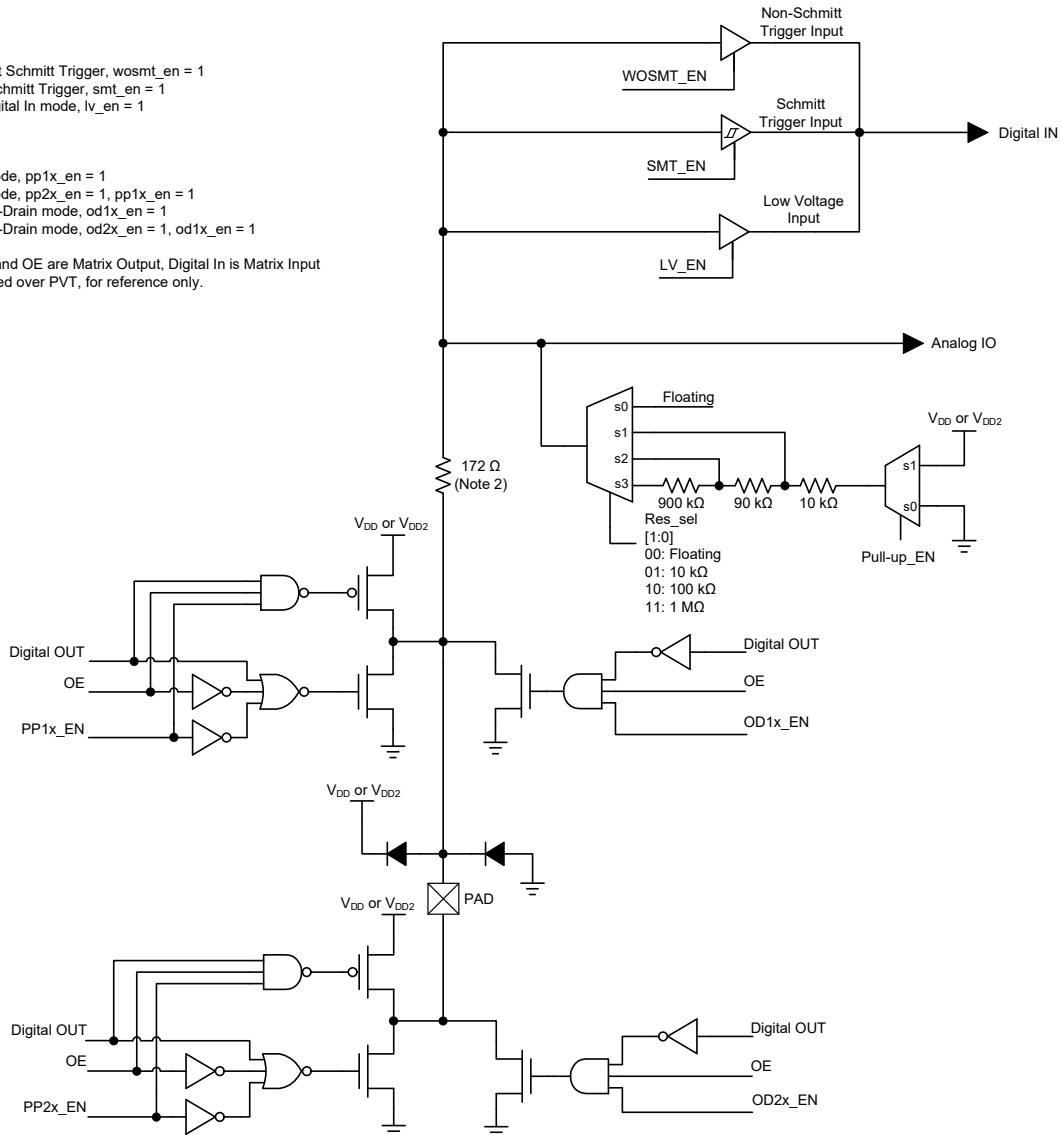 Non-Schmitt
Trigger Input
t Schmitt Trigger, wosmt_en = 1
chmitt Trigger, smt_en = 1
gital In mode, lv_en = 1
WOSMT_EN
Schmitt
Trigger Input
Digital IN
SMT_EN
ode, pp1x_en = 1
ode, pp2x_en = 1, pp1x_en = 1
-Drain mode, od1x_en = 1
-Drain mode, od2x_en = 1, od1x_en = 1
Low Voltage
Input
and OE are Matrix Output, Digital In is Matrix Input
ed over PVT, for reference only.
LV_EN
Analog IO
s0
Floating
s1
s2
s3
900 kΩ
90 kΩ
10 kΩ
VDD or VDD2
s1
s0
Pull-up_EN
172 Ω
(Note 2)
Res_sel
[1:0]
00: Floating
01: 10 kΩ
10: 100 kΩ
11: 1 MΩ
VDD or VDD2
Digital OUT
OE
PP1x_EN
Digital OUT
OE
OD1x_EN
VDD or VDD2
PAD
VDD or VDD2
Digital OUT
OE
PP2x_EN
Digital OUT
OE
OD2x_EN